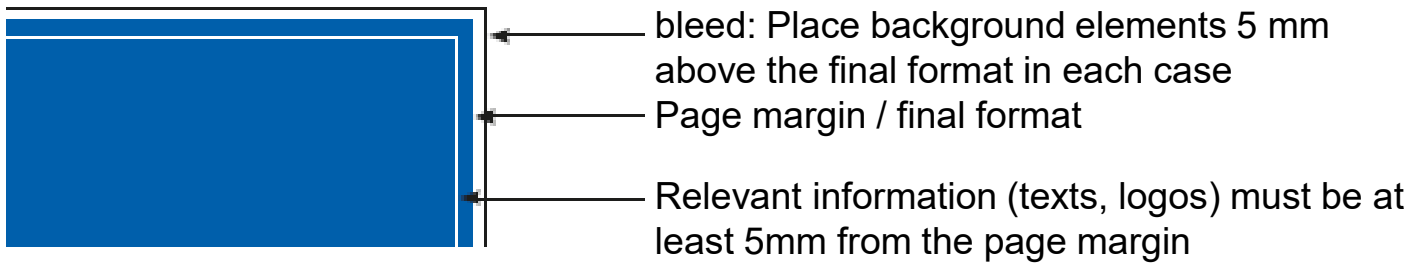 bleed: Place background elements 5 mm
above the final format in each case
Page margin / final format
Relevant information (texts, logos) must be at
least 5mm from the page margin